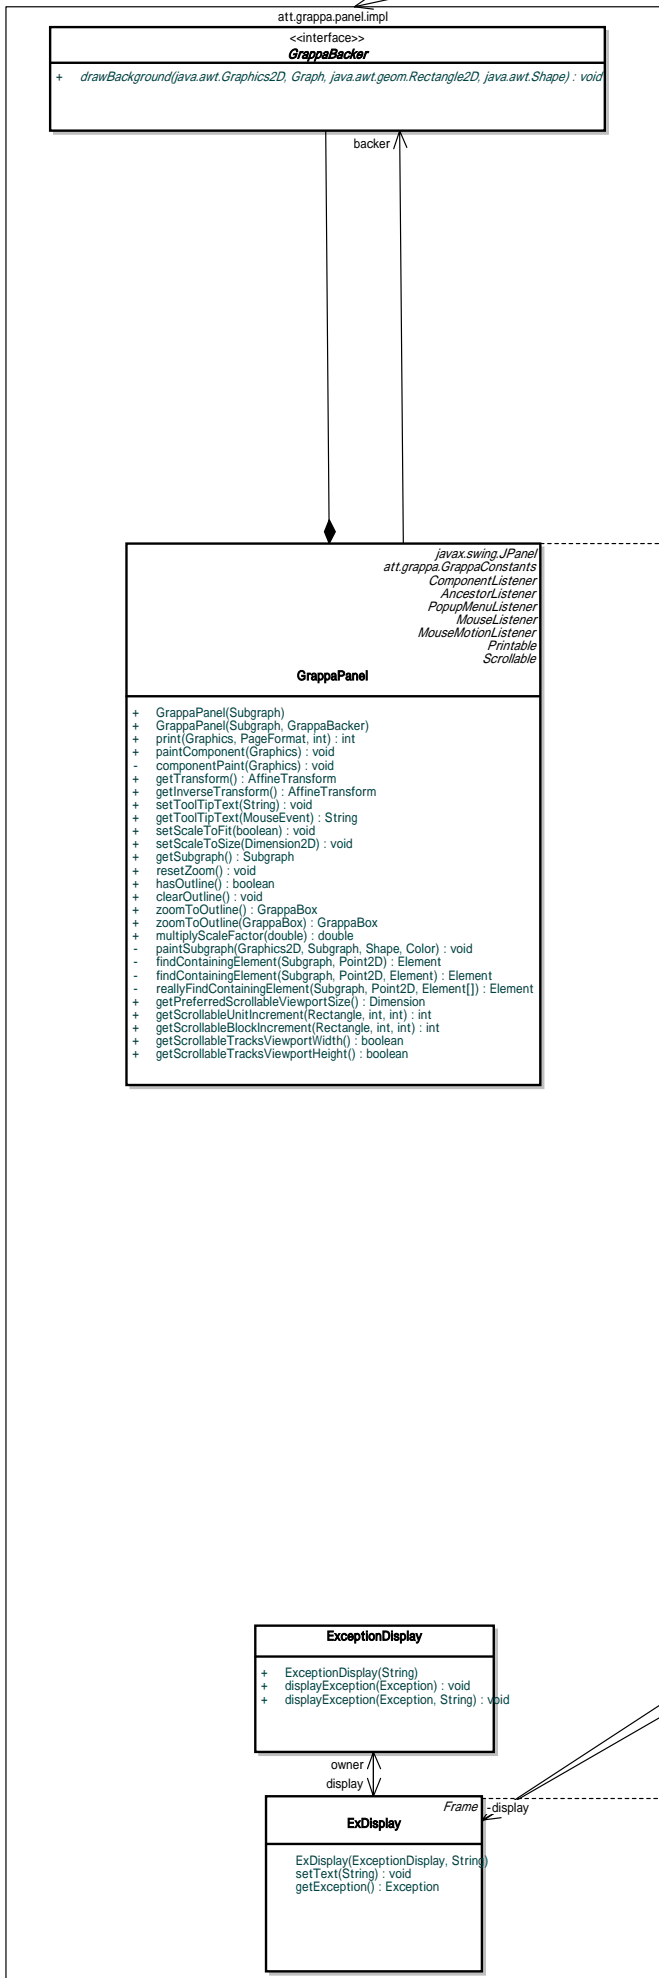 att.grappa.panel.impl
<<interface>>
GrappaBacker
+ drawBackground(java.awt.Graphics2D, Graph, java.awt.geom.Rectangle2D, java.awt.Shape) : void
backer
javax.swing.JPanel
att.grappa.GrappaConstants
ComponentListener
AncestorListener
PopupMenuListener
MouseListener
MouseMotionListener
Printable
Scrollable
GrappaPanel
+ GrappaPanel(Subgraph)
+ GrappaPanel(Subgraph, GrappaBacker)
+ print(Graphics, PageFormat, int) : int
+ paintComponent(Graphics) : void
- componentPaint(Graphics) : void
+ getTransform() : AffineTransform
+ getInverseTransform() : AffineTransform
+ setToolTipText(String) : void
+ getToolTipText(MouseEvent) : String
+ setScaleToFit(boolean) : void
+ setScaleToSize(Dimension2D) : void
+ getSubgraph() : Subgraph
+ resetZoom() : void
+ hasOutline() : boolean
+ clearOutline() : void
+ zoomToOutline() : GrappaBox
+ zoomToOutline(GrappaBox) : GrappaBox
+ multiplyScaleFactor(double) : double
- paintSubgraph(Graphics2D, Subgraph, Shape, Color) : void
- findContainingElement(Subgraph, Point2D) : Element
- findContainingElement(Subgraph, Point2D, Element) : Element
- reallyFindContainingElement(Subgraph, Point2D, Element[]) : Element
+ getPreferredScrollableViewportSize() : Dimension
+ getScrollableUnitIncrement(Rectangle, int, int) : int
+ getScrollableBlockIncrement(Rectangle, int, int) : int
+ getScrollableTracksViewportWidth() : boolean
+ getScrollableTracksViewportHeight() : boolean
ExceptionDisplay
+ ExceptionDisplay(String)
+ displayException(Exception) : void
+ displayException(Exception, String) : void
owner
display
Frame
-display
ExDisplay
ExDisplay(ExceptionDisplay, String)
setText(String) : void
getException() : Exception